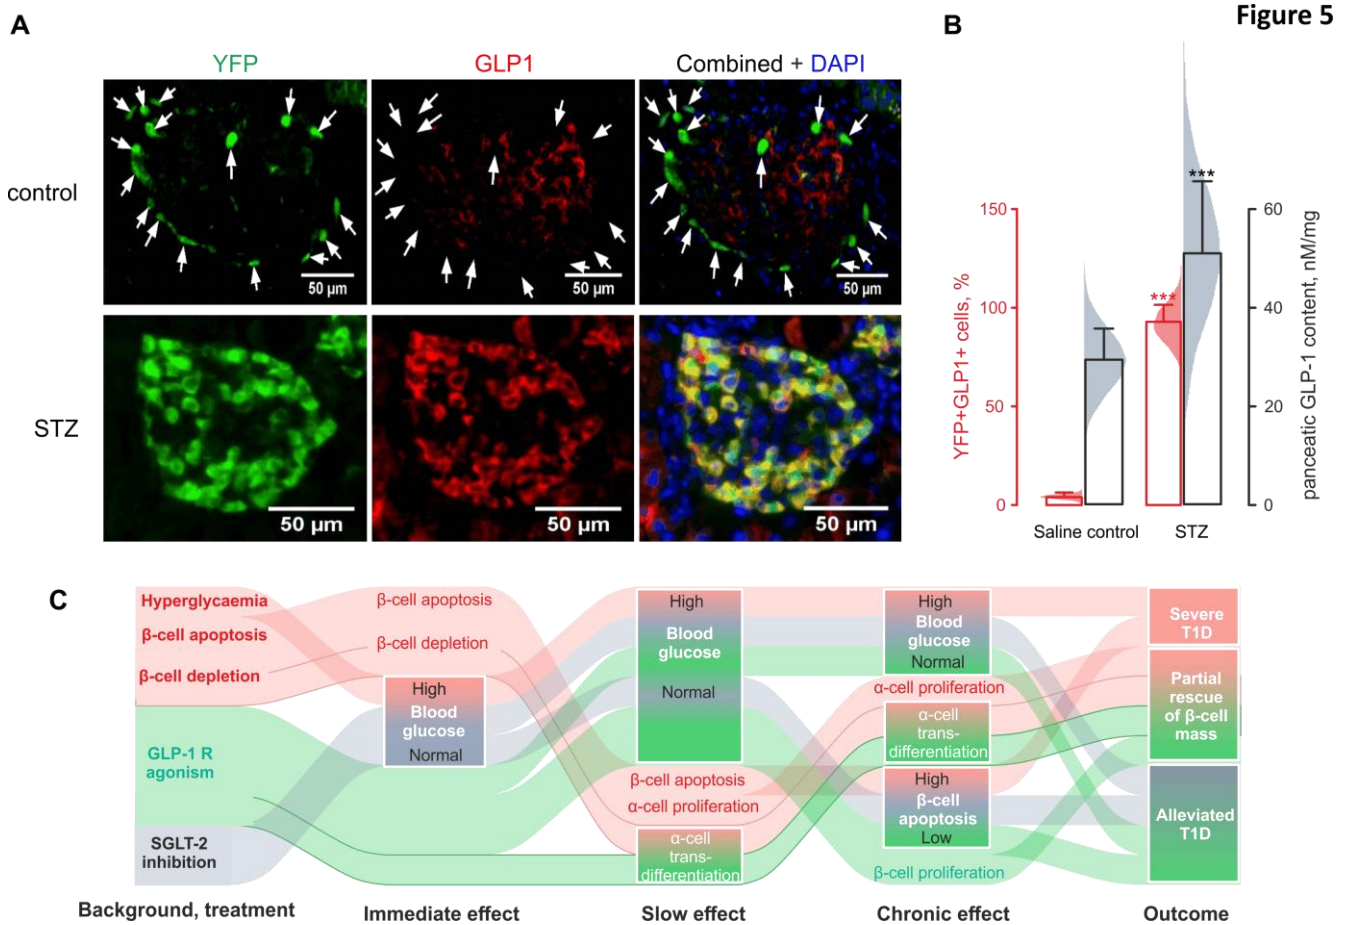 Figure 5
A
YFP
GLP1
Combined + DAPI
control
50 µm
50 µm
50 µm
STZ
50 µm
50 µm
50 µm
B
YFP+GLP1+ cells, %
150
100
50
0
***
***
60
40
20
0
panceatic GLP-1 content, nM/mg
Saline control
STZ
C
Hyperglycaemia
β-cell apoptosis
β-cell depletion
GLP-1 R
agonism
SGLT-2
inhibition
β-cell apoptosis
β-cell depletion
High
Blood
glucose
Normal
High
Blood
glucose
Normal
β-cell apoptosis
α-cell proliferation
α-cell
trans-
differentiation
High
Blood
glucose
Normal
α-cell proliferation
α-cell
trans-
differentiation
High
β-cell
apoptosis
Low
β-cell proliferation
Severe
T1D
Partial
rescue
of β-cell
mass
Alleviated
T1D
Background, treatment
Immediate effect
Slow effect
Chronic effect
Outcome